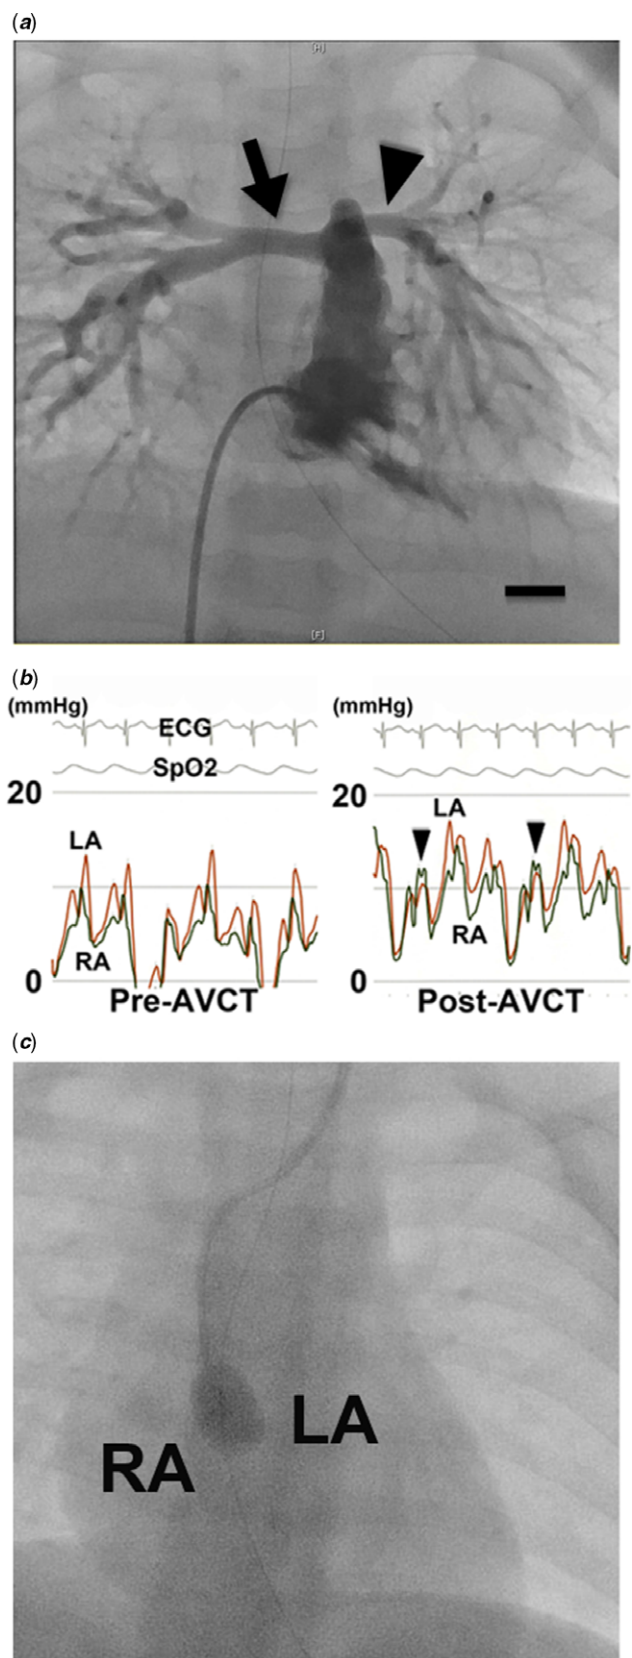 (a)
[H]
[F]
(b)
(mmHg) (mmHg)
ECG
SpO2
20 20
LA LA
RA RA
0 0
Pre-AVCT Post-AVCT
(c)
LA
RA